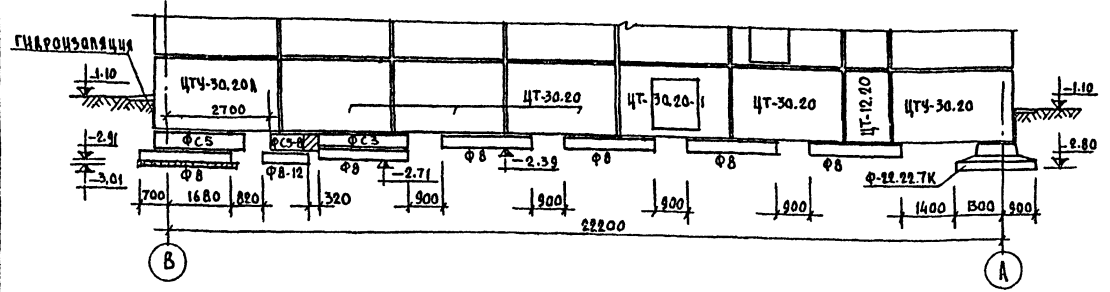 ГИДРОИЗОЛЯЦИЯ
-1.10
ЦТУ-30.20Л
ЦТ-30.20
ЦТ-30.20-1
ЦТ-30.20
ЦТ-12.20
ЦТУ-30.20
-1.10
2700
ФС5
ФС3-8
ФС3
-2.91
-3.01
Ф8
Ф8-12
Ф8
-2.71
Ф8
-2.39
Ф8
Ф8
Ф8
-2.80
Ф-22.22.7К
700
1680
820
320
900
900
900
900
1400
1300
900
22200
В
А